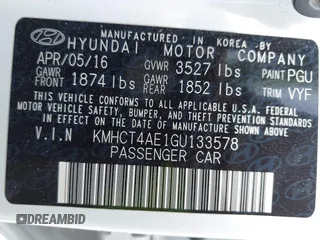 MANUFACTURED IN KOREA BY
HYUNDAI MOTOR COMPANY
APR/05/16 GVWR 3527 lbs PAINT PGU
GAWR FRONT 1874 lbs GAWR REAR 1852 lbs TRIM VYF
THIS VEHICLE CONFORMS TO ALL APPLICABLE U.S.
FEDERAL MOTOR VEHICLE SAFETY,
BUMPER, AND THEFT PREVENTION STANDARDS
IN EFFECT ON THE DATE OF
MANUFACTURE SHOWN ABOVE.
V.I.N KMHCT4AE1GU133578
PASSENGER CAR
DREAMBID